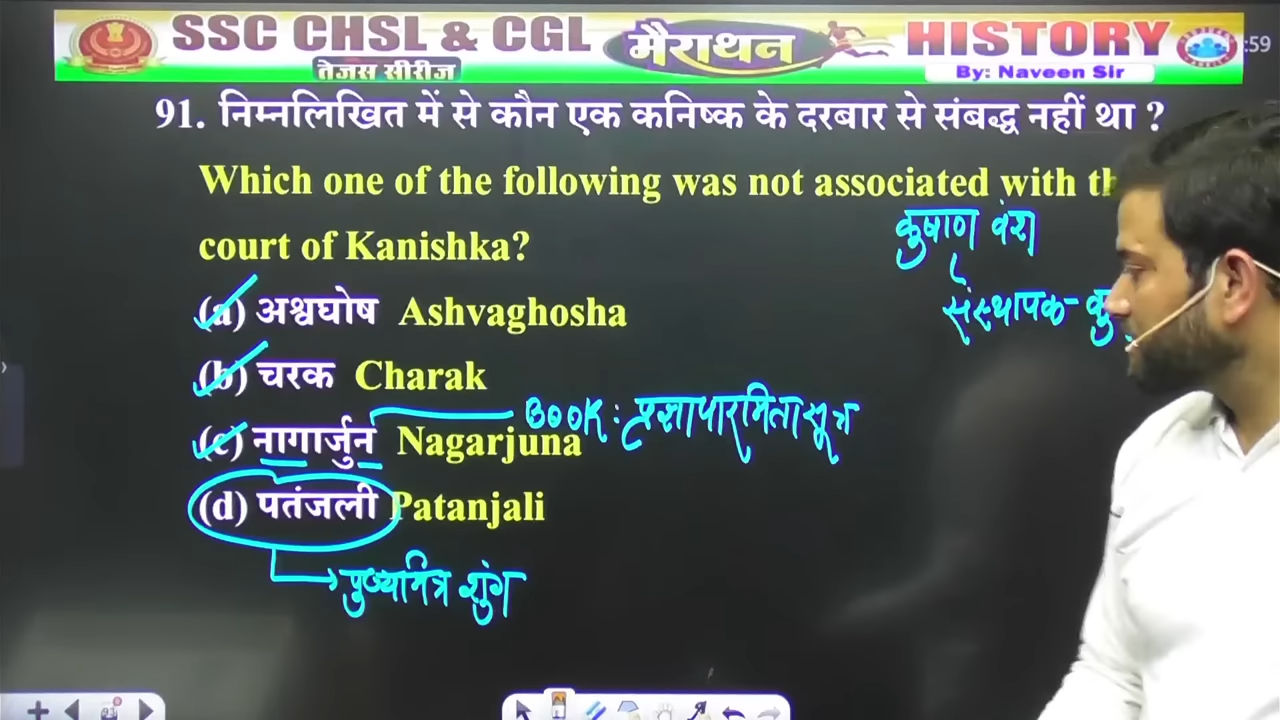 SSC CHSL & CGL
तेजस सीरीज
मैराथन
HISTORY
By: Naveen Sir
:59
91. निम्नलिखित में से कौन एक कनिष्क के दरबार से संबद्ध नहीं था ?
Which one of the following was not associated with th
court of Kanishka?
कुषाण वंश
संस्थापक- कु
(a) अश्वघोष Ashvaghosha
(b) चरक Charak
BOOK: प्रज्ञापारमितासूत्र
(c) नागार्जुन Nagarjuna
(d) पतंजली Patanjali
पुष्यमित्र शुंग
91